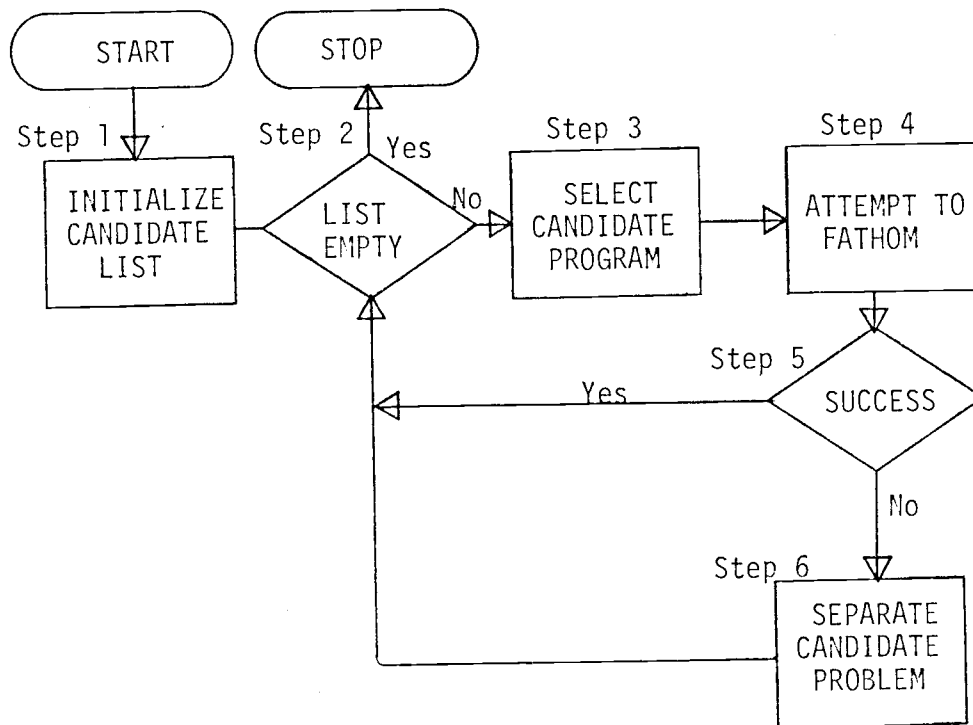 START
STOP
Step 1
Step 2
Yes
Step 3
Step 4
INITIALIZE
CANDIDATE
LIST
LIST
EMPTY
No
SELECT
CANDIDATE
PROGRAM
ATTEMPT TO
FATHOM
Step 5
Yes
SUCCESS
No
Step 6
SEPARATE
CANDIDATE
PROBLEM